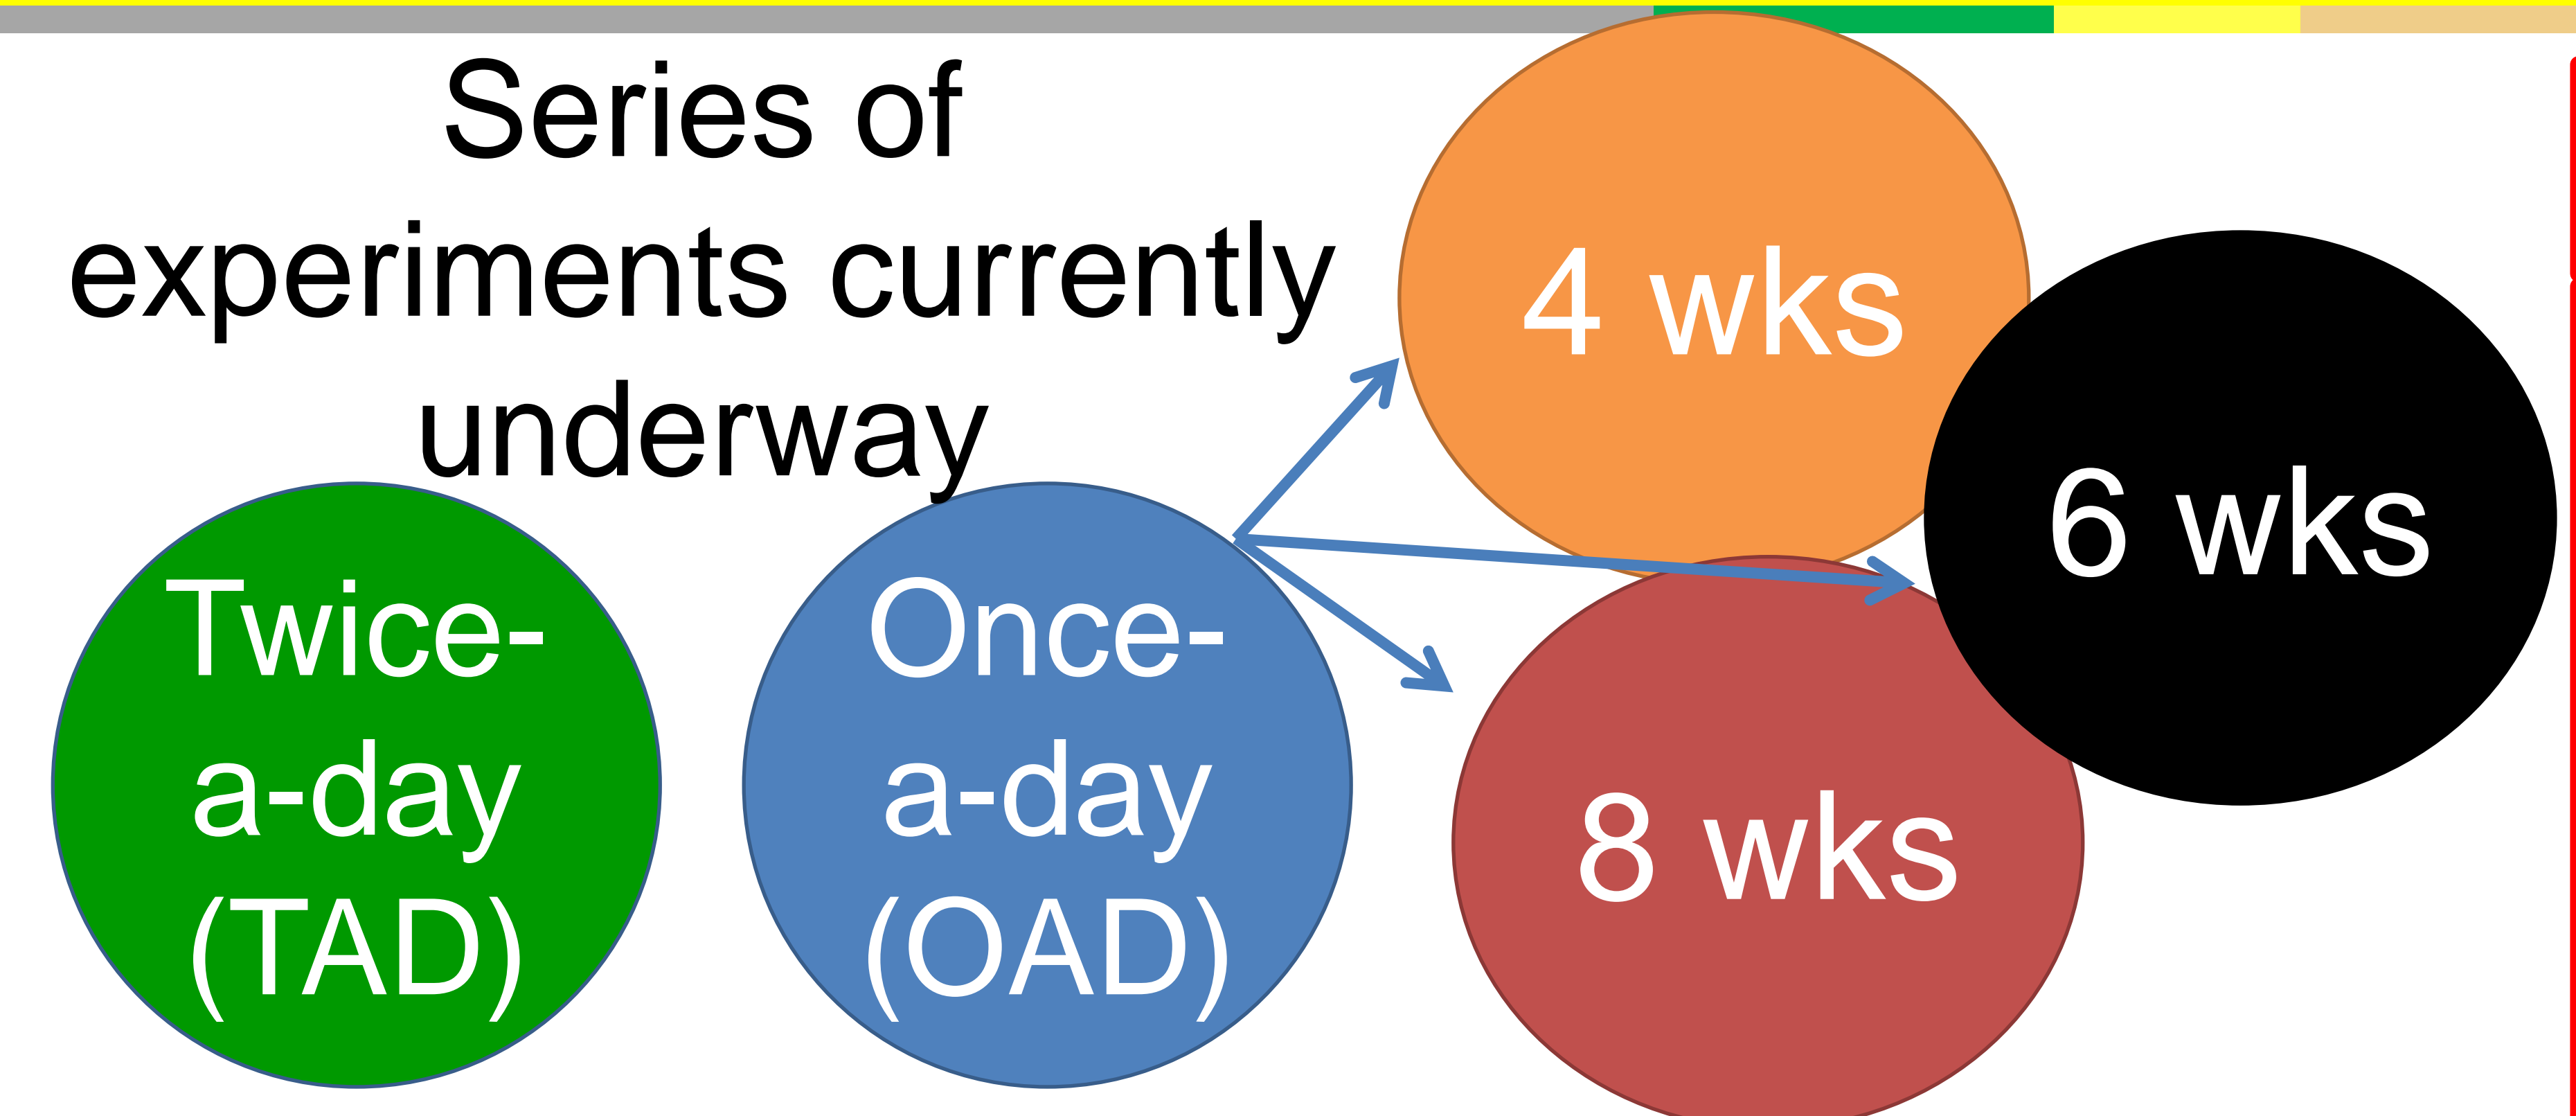 Series of
experiments currently
underway
Twice-
a-day
(TAD)
Once-
a-day
(OAD)
4 wks
6 wks
8 wks